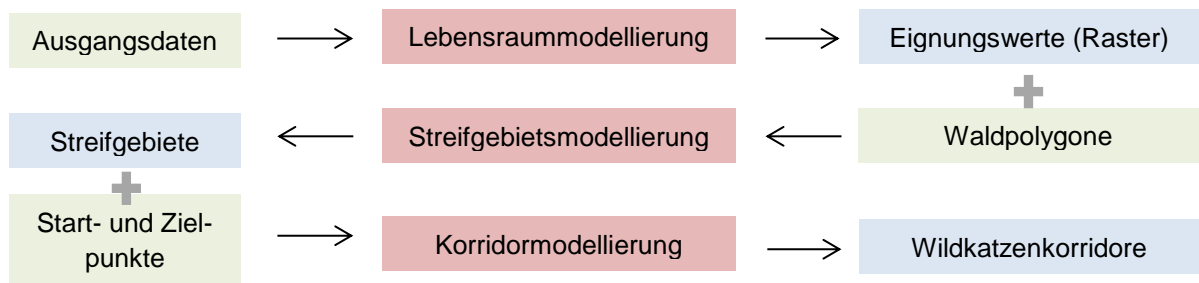 Ausgangsdaten
Lebensraummodellierung
Eignungswerte (Raster)
Streifgebiete
Streifgebietsmodellierung
Waldpolygone
Start- und Ziel-
punkte
Korridormodellierung
Wildkatzenkorridore